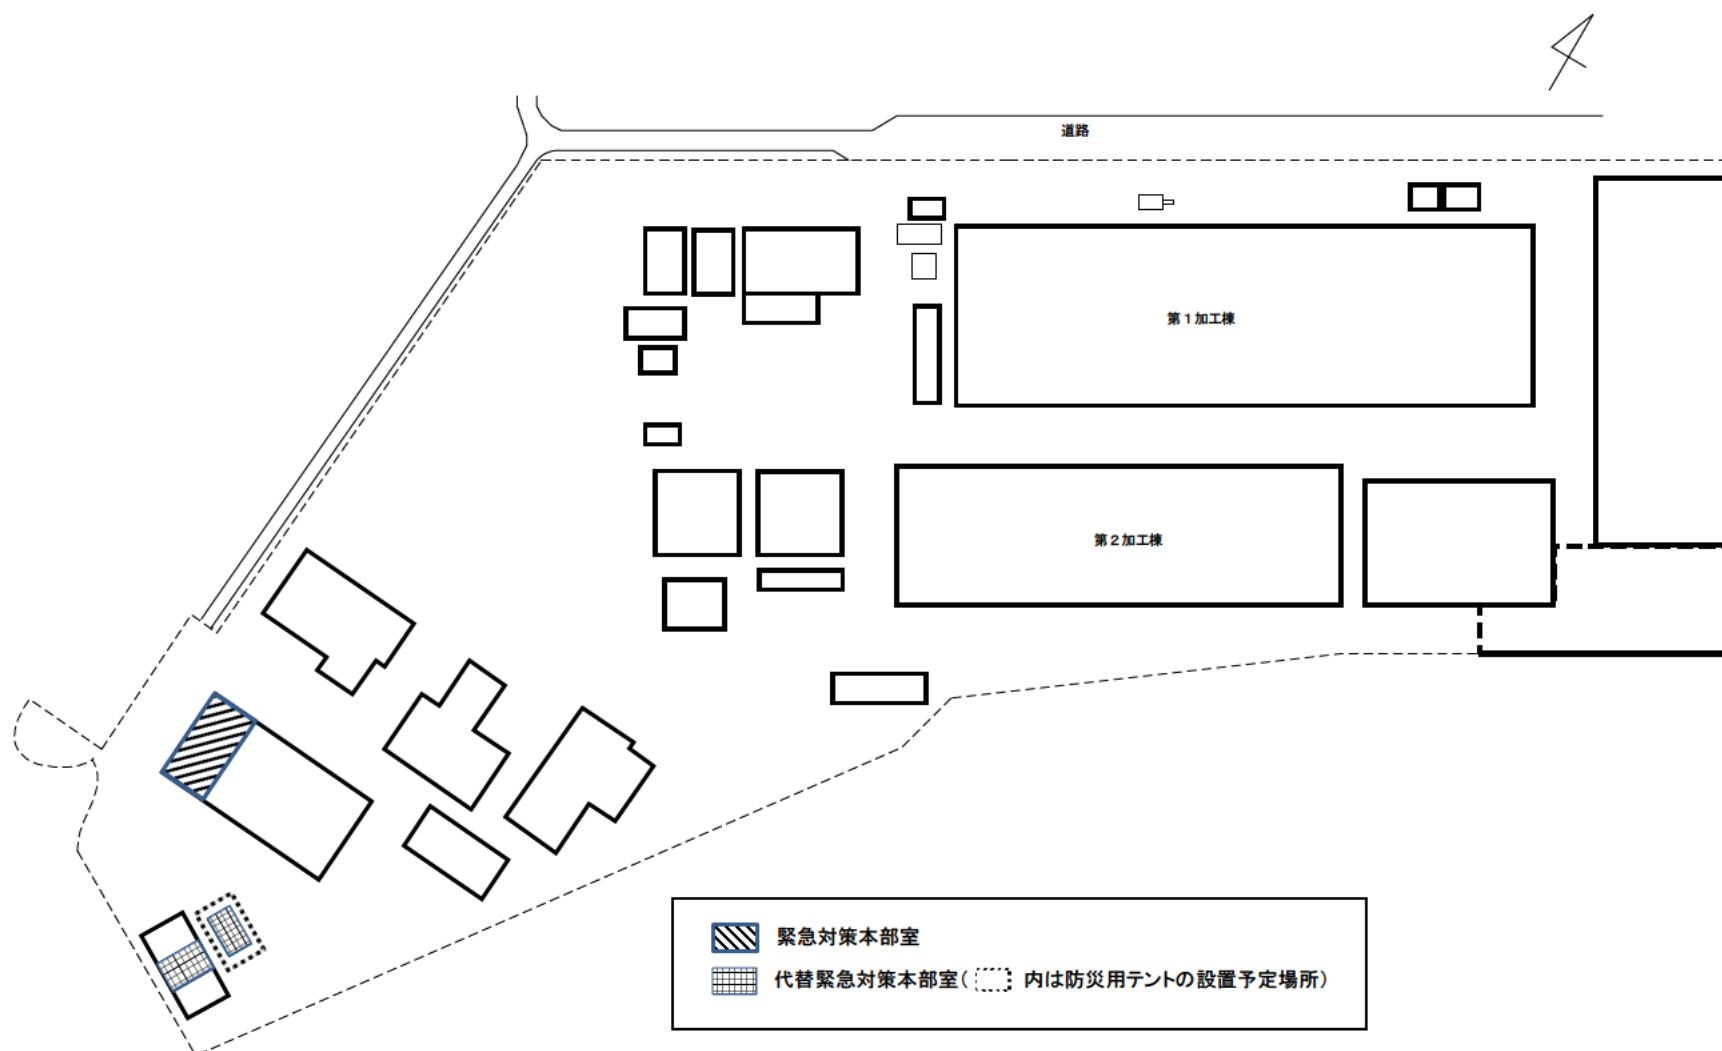 道路
第１加工棟
第２加工棟
緊急対策本部室
代替緊急対策本部室( 内は防災用テントの設置予定場所)